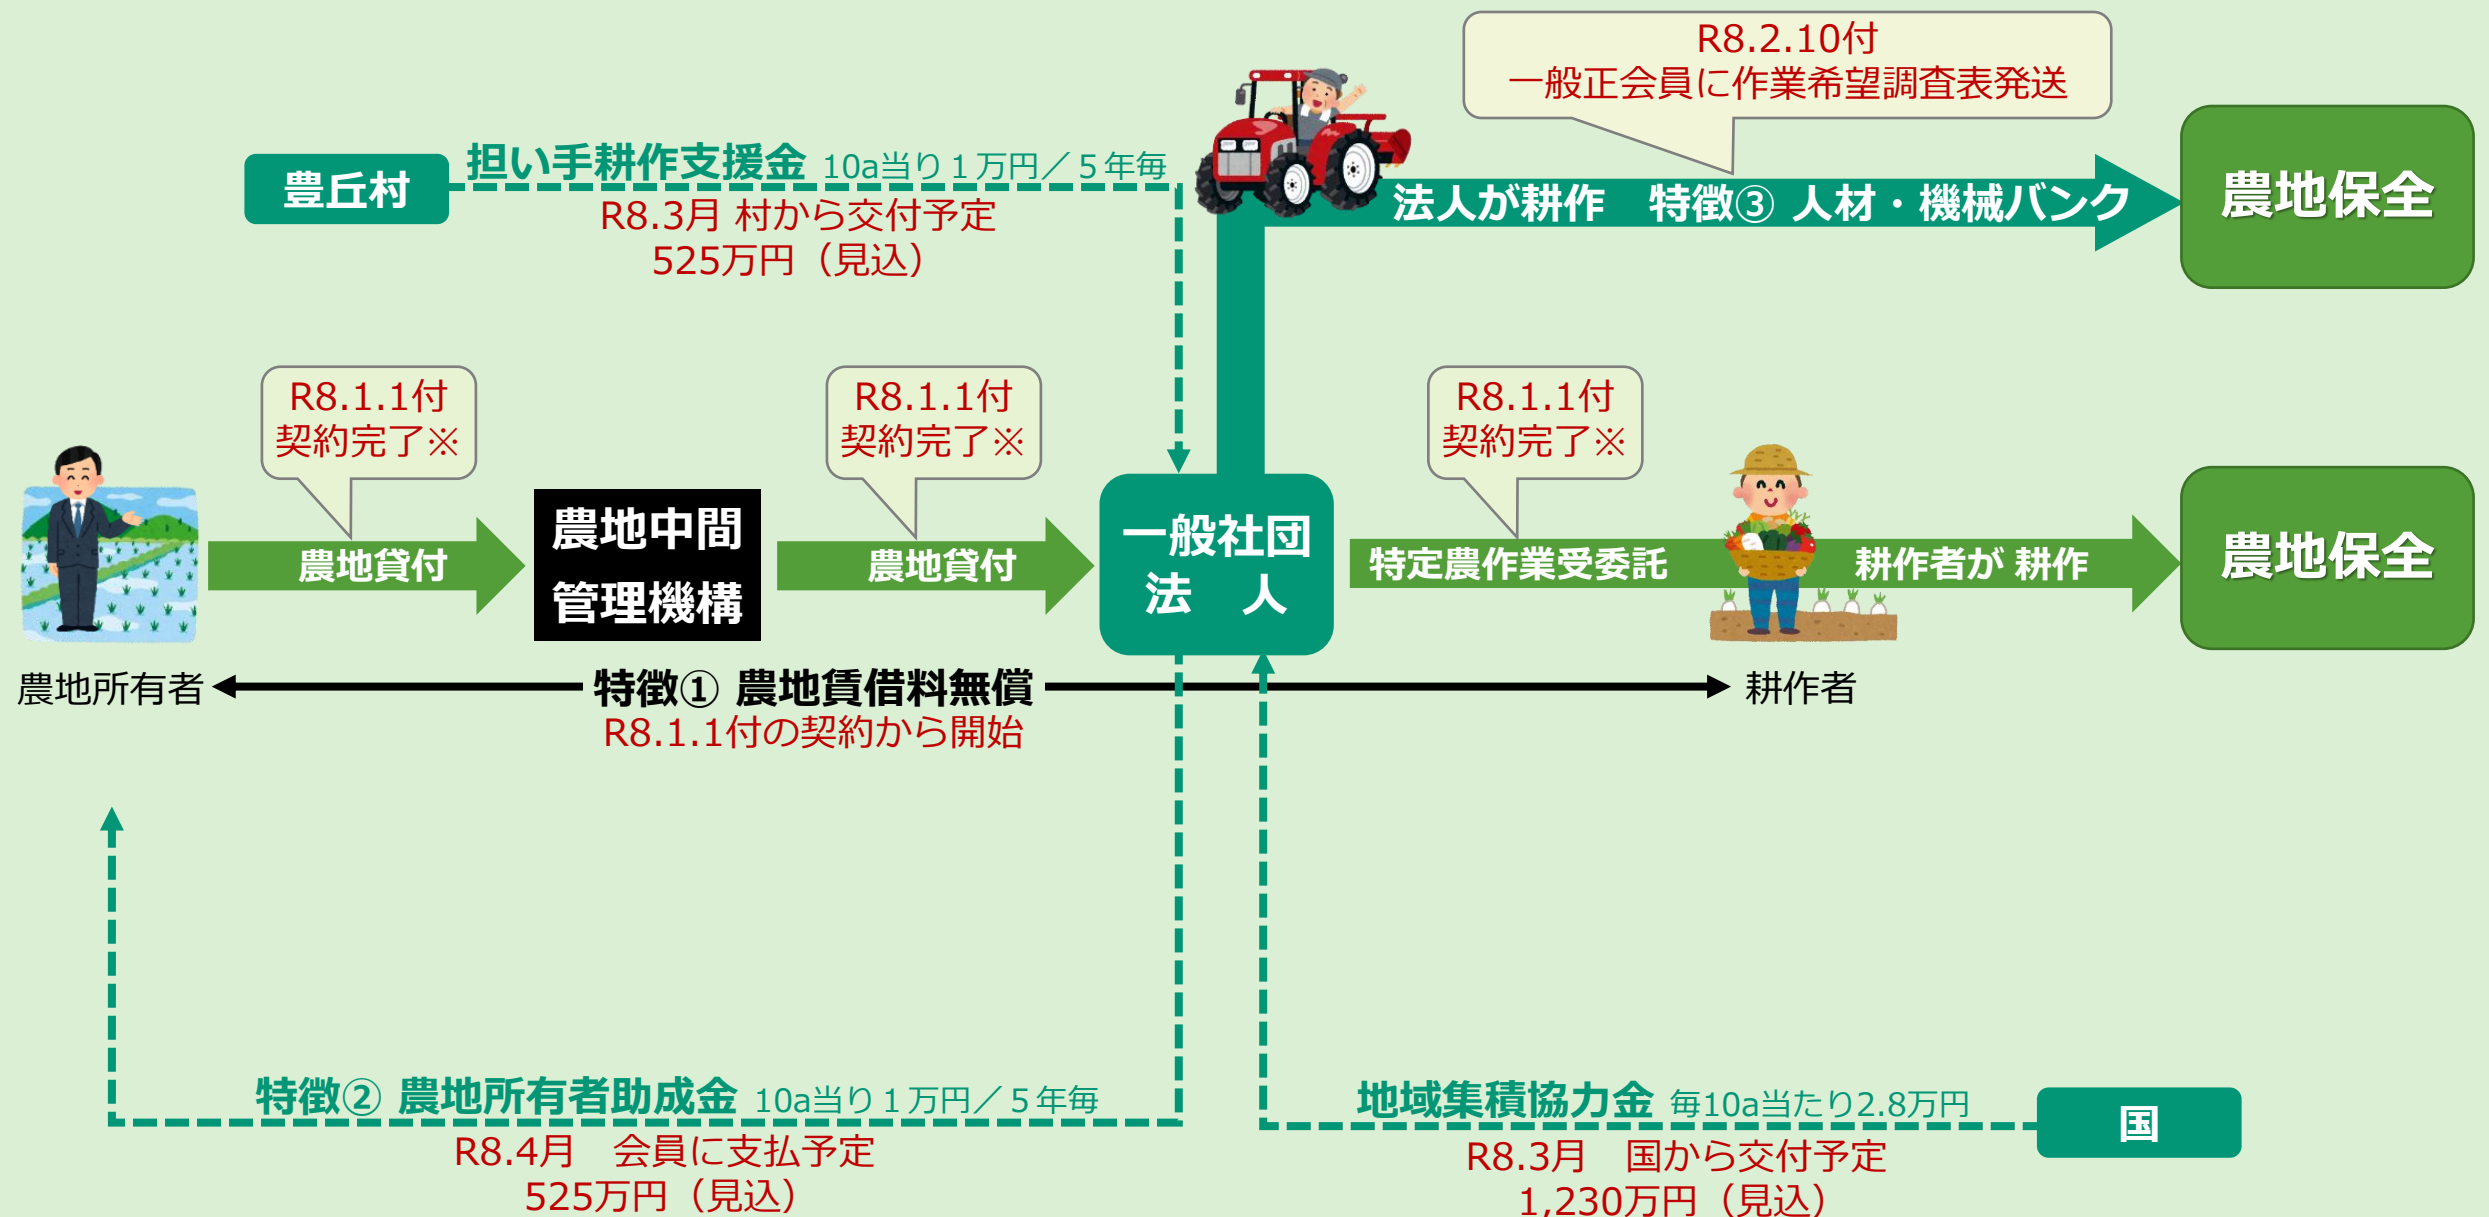 R8.2.10付
一般正会員に作業希望調査表発送
豊丘村
担い手耕作支援金 10a当り１万円／５年毎
R8.3月 村から交付予定
525万円（見込）
法人が耕作　特徴③ 人材・機械バンク
農地保全
R8.1.1付
契約完了※
R8.1.1付
契約完了※
R8.1.1付
契約完了※
農地貸付
農地中間
管理機構
農地貸付
一般社団
法　人
特定農作業受委託
耕作者が 耕作
農地保全
農地所有者
特徴① 農地賃借料無償
R8.1.1付の契約から開始
耕作者
特徴② 農地所有者助成金 10a当り１万円／５年毎
R8.4月　会員に支払予定
525万円（見込）
地域集積協力金 毎10a当たり2.8万円
国
R8.3月　国から交付予定
1,230万円（見込）